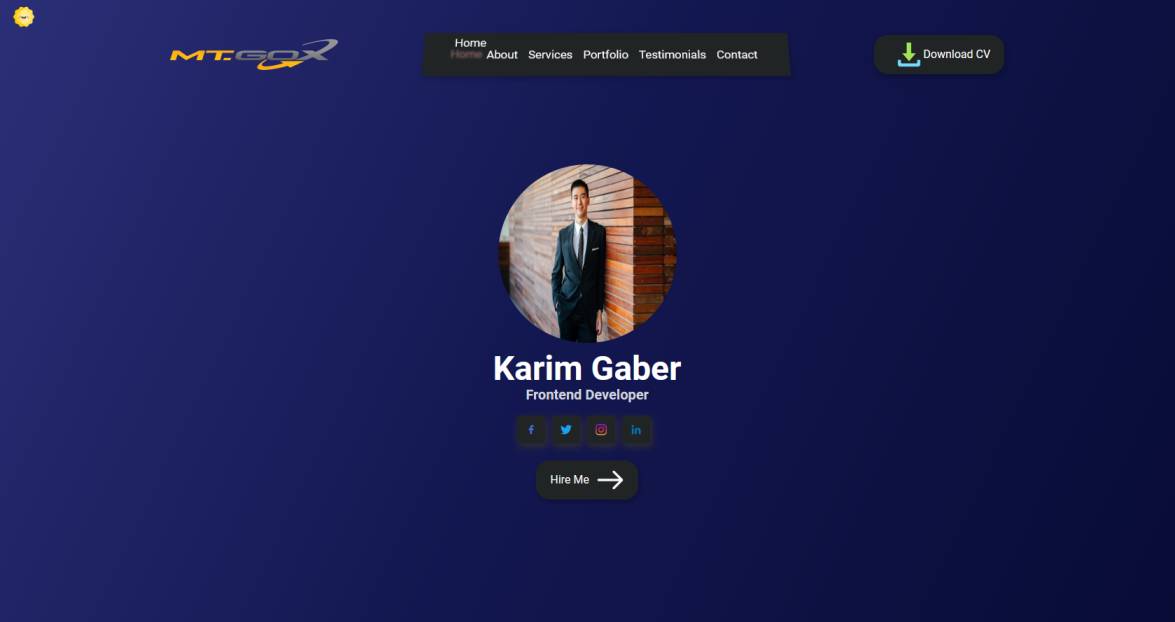 MT.GOX
Home
Home About Services Portfolio Testimonials Contact
Download CV
Karim Gaber
Frontend Developer
f
in
Hire Me